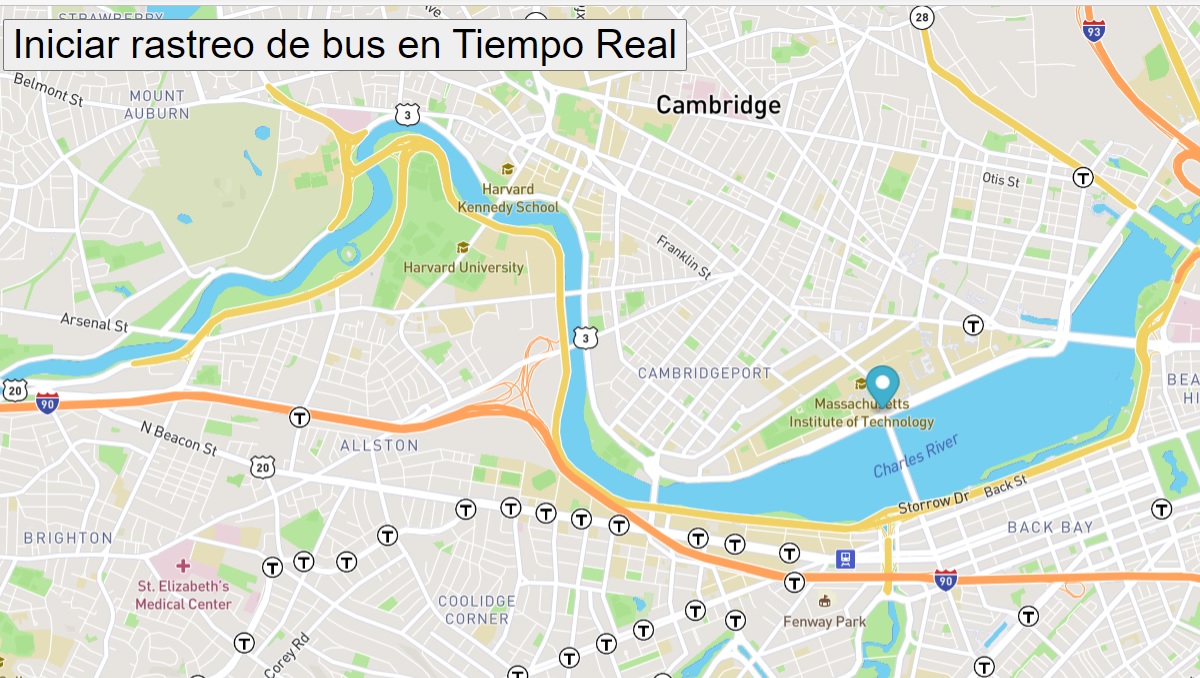 STRAWBERRY
Iniciar rastreo de bus en Tiempo Real
28
93
Belmont St
MOUNT
AUBURN
3
Cambridge
Otis St
T
Harvard
Kennedy School
Harvard University
Franklin St
Arsenal St
T
3
CAMBRIDGEPORT
20
90
Massachusetts
Institute of Technology
BEA
HI
T
N Beacon St
ALLSTON
20
Charles River
Storrow Dr
Back St
BACK BAY
T
T
T
T
T
T
BRIGHTON
T
T
T
T
T
T
T
T
90
St. Elizabeth's
Medical Center
COOLIDGE
CORNER
T
T
Fenway Park
T
T
T
T
Corey Rd
T
T
T